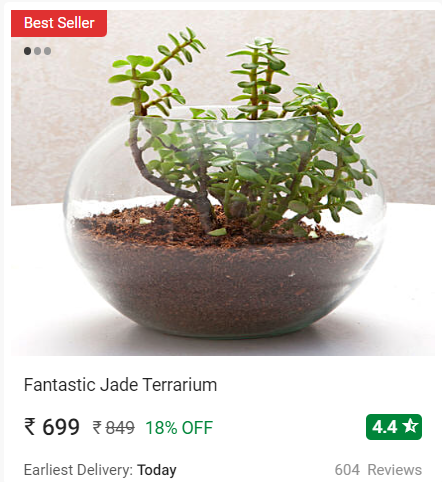 Best Seller
Fantastic Jade Terrarium
₹ 699 ₹ 849 18% OFF 4.4
Earliest Delivery: Today 604 Reviews